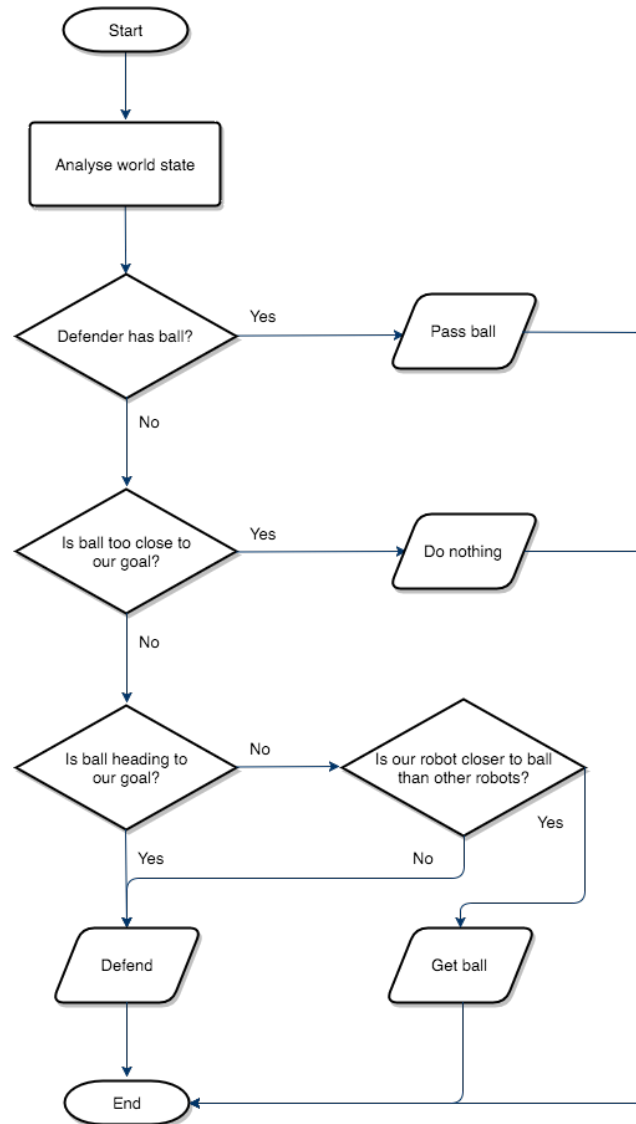 Start
Analyse world state
Defender has ball?
Yes
Pass ball
No
Is ball too close to
our goal?
Yes
Do nothing
No
Is ball heading to
our goal?
No
Is our robot closer to ball
than other robots?
Yes
Yes
No
Defend
Get ball
End